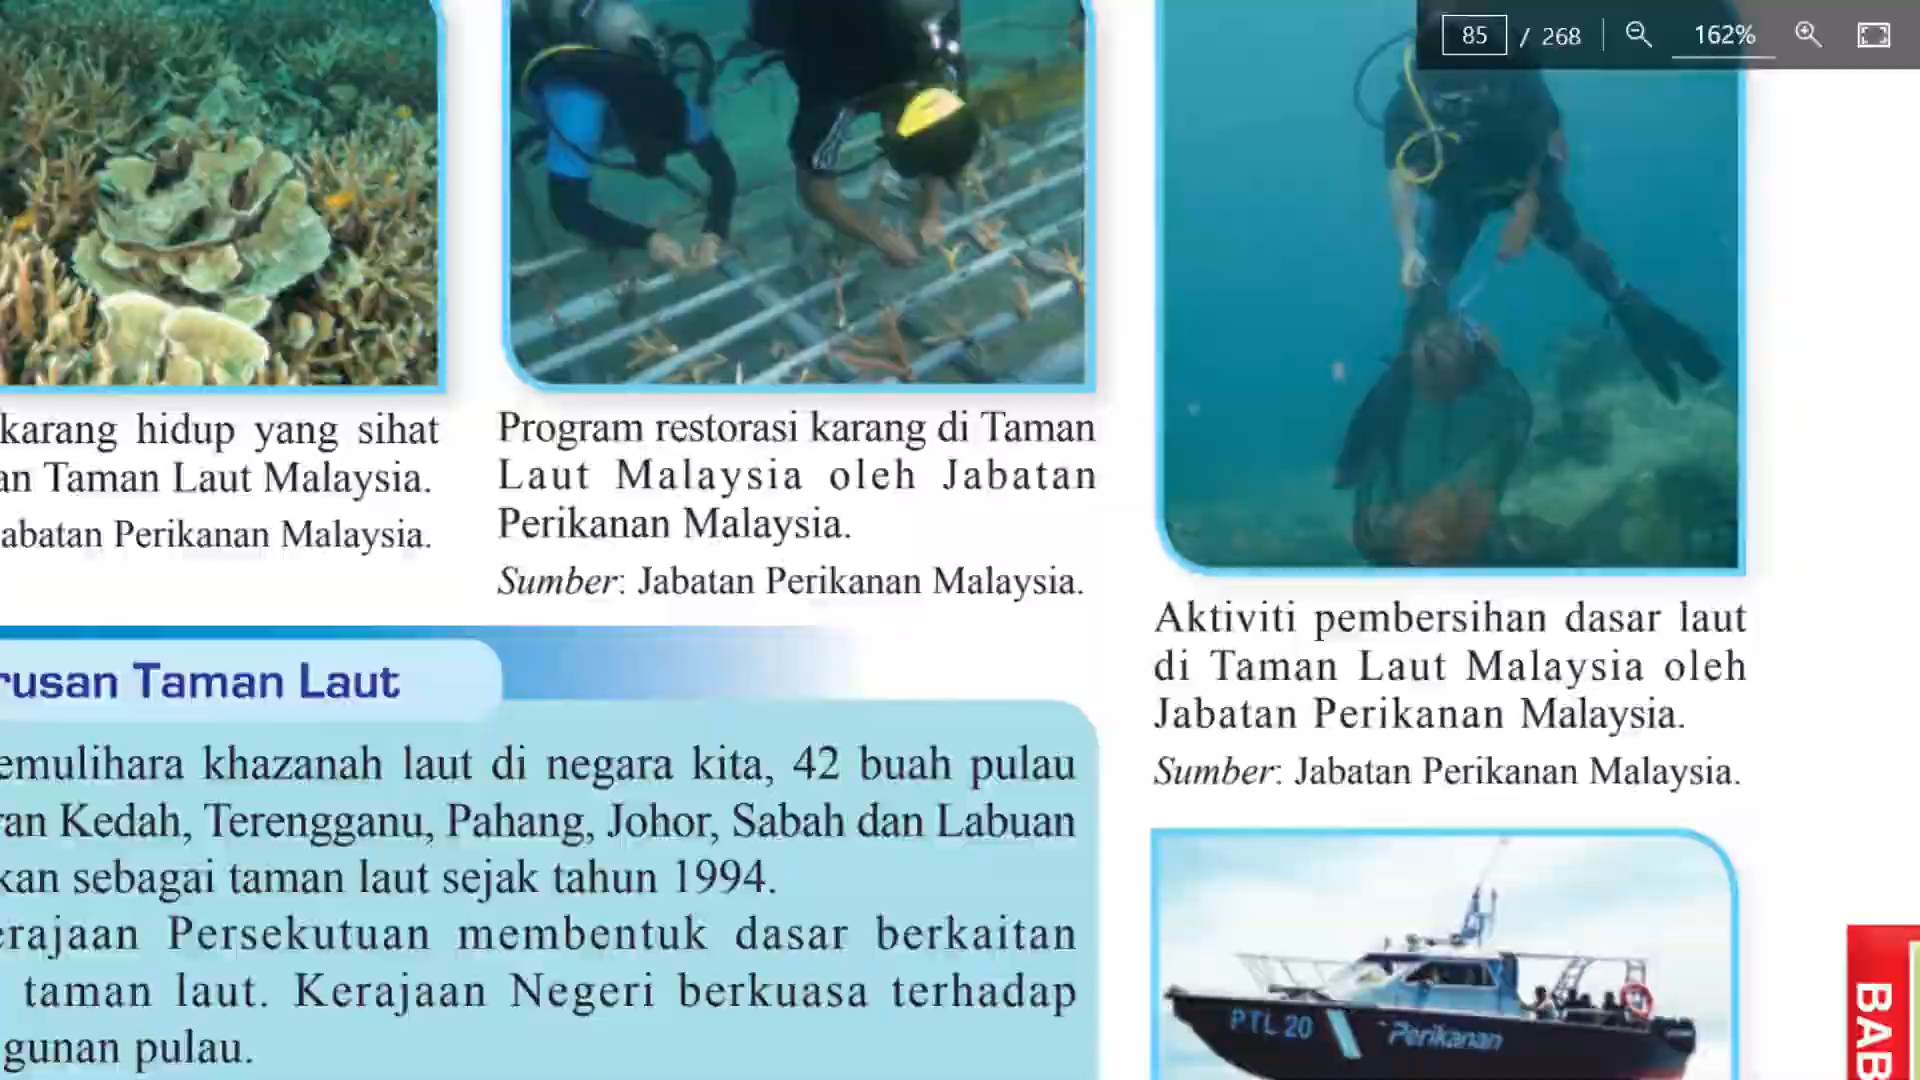 85 / 268 162%
karang hidup yang sihat
an Taman Laut Malaysia.
abatan Perikanan Malaysia.
Program restorasi karang di Taman
Laut Malaysia oleh Jabatan
Perikanan Malaysia.
Sumber: Jabatan Perikanan Malaysia.
Aktiviti pembersihan dasar laut
di Taman Laut Malaysia oleh
Jabatan Perikanan Malaysia.
Sumber: Jabatan Perikanan Malaysia.
rusan Taman Laut
emulihara khazanah laut di negara kita, 42 buah pulau
ran Kedah, Terengganu, Pahang, Johor, Sabah dan Labuan
kan sebagai taman laut sejak tahun 1994.
erajaan Persekutuan membentuk dasar berkaitan
taman laut. Kerajaan Negeri berkuasa terhadap
gunan pulau.
PTL 20 Perikanan
BAB